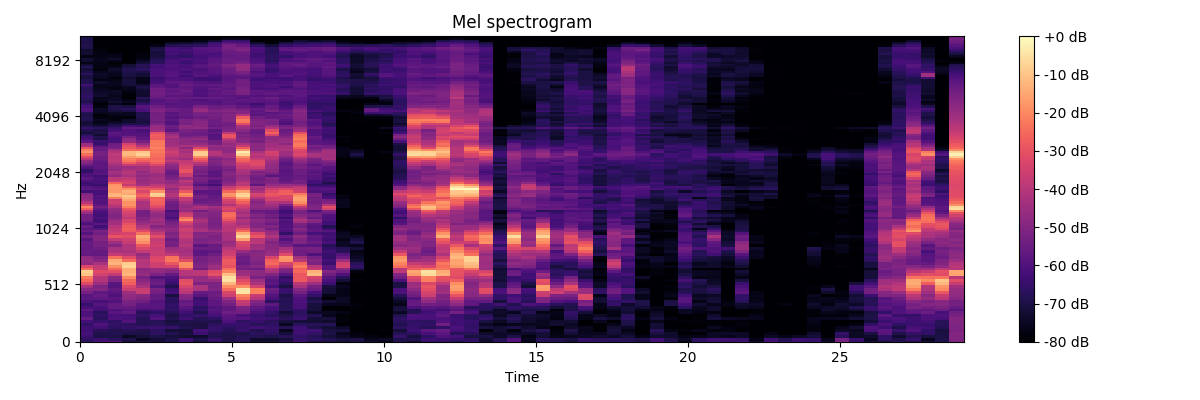 Mel spectrogram
8192
4096
2048
1024
512
0
Hz
0 5 10 15 20 25
Time
+0 dB
-10 dB
-20 dB
-30 dB
-40 dB
-50 dB
-60 dB
-70 dB
-80 dB